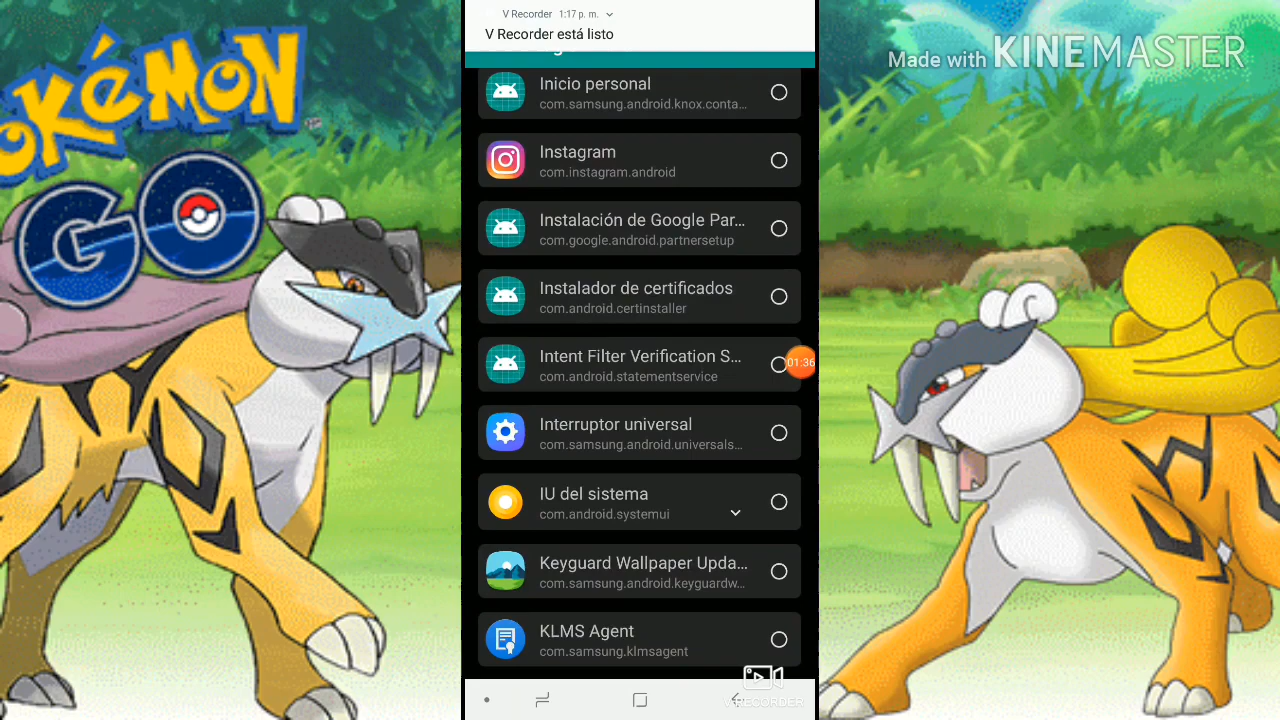 POKÉMON
GO
Made with KINEMASTER
V Recorder 1:17 p. m.
V Recorder está listo
Inicio personal
com.samsung.android.knox.conta...
Instagram
com.instagram.android
Instalación de Google Par...
com.google.android.partnersetup
Instalador de certificados
com.android.certinstaller
Intent Filter Verification S...
com.android.statementservice
01:36
Interruptor universal
com.samsung.android.universals...
IU del sistema
com.android.systemui
Keyguard Wallpaper Upda...
com.samsung.android.keyguardw...
KLMS Agent
com.samsung.klmsagent
V RECORDER